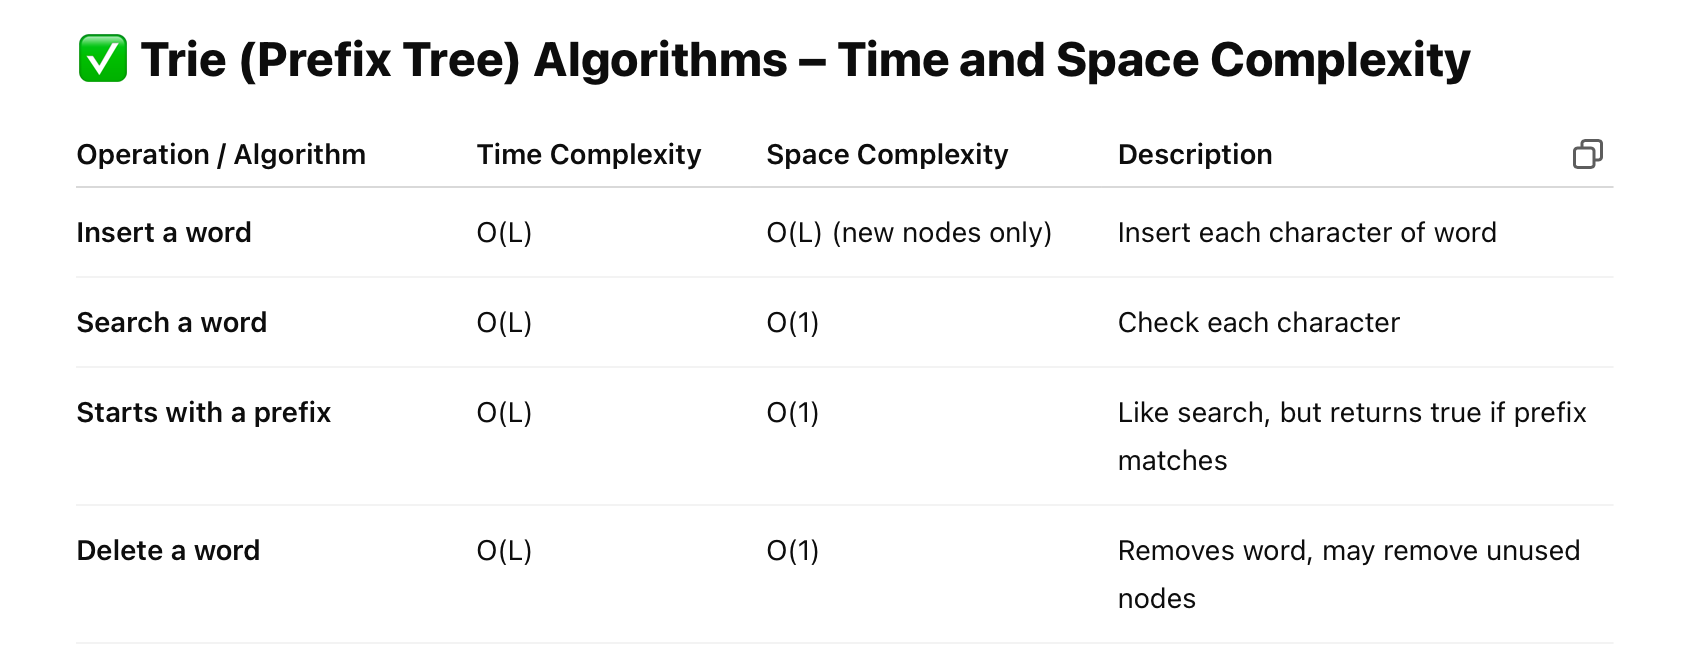 ✅ Trie (Prefix Tree) Algorithms – Time and Space Complexity
Operation / Algorithm Time Complexity Space Complexity Description
Insert a word O(L) O(L) (new nodes only) Insert each character of word
Search a word O(L) O(1) Check each character
Starts with a prefix O(L) O(1) Like search, but returns true if prefix
matches
Delete a word O(L) O(1) Removes word, may remove unused
nodes